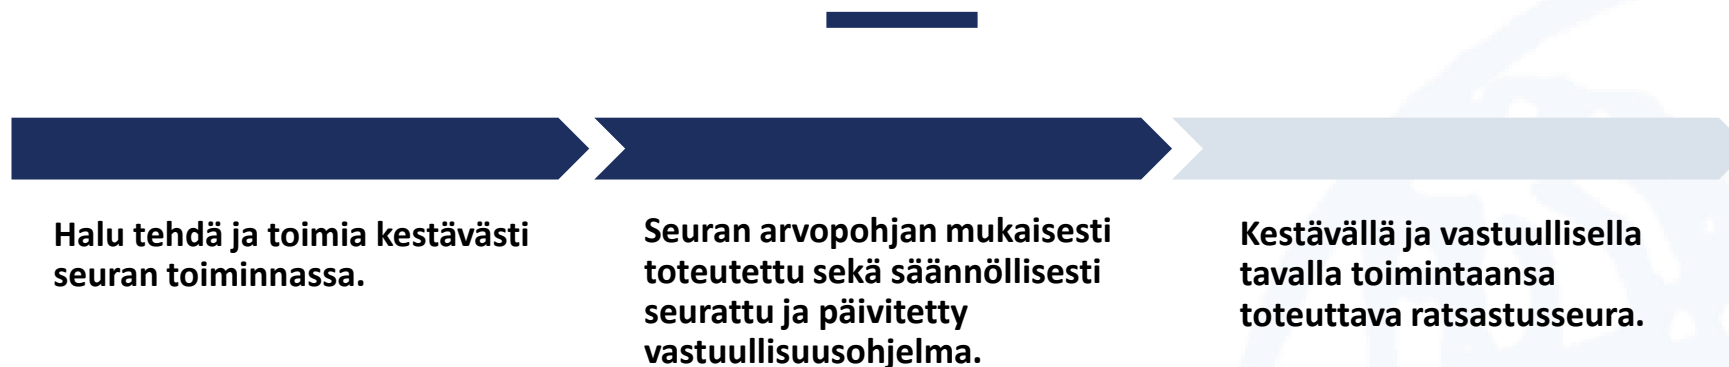 Halu tehdä ja toimia kestävästi
seuran toiminnassa.
Seuran arvopohjan mukaisesti
toteutettu sekä säännöllisesti
seurattu ja päivitetty
vastuullisuusohjelma.
Kestävällä ja vastuullisella
tavalla toimintaansa
toteuttava ratsastusseura.